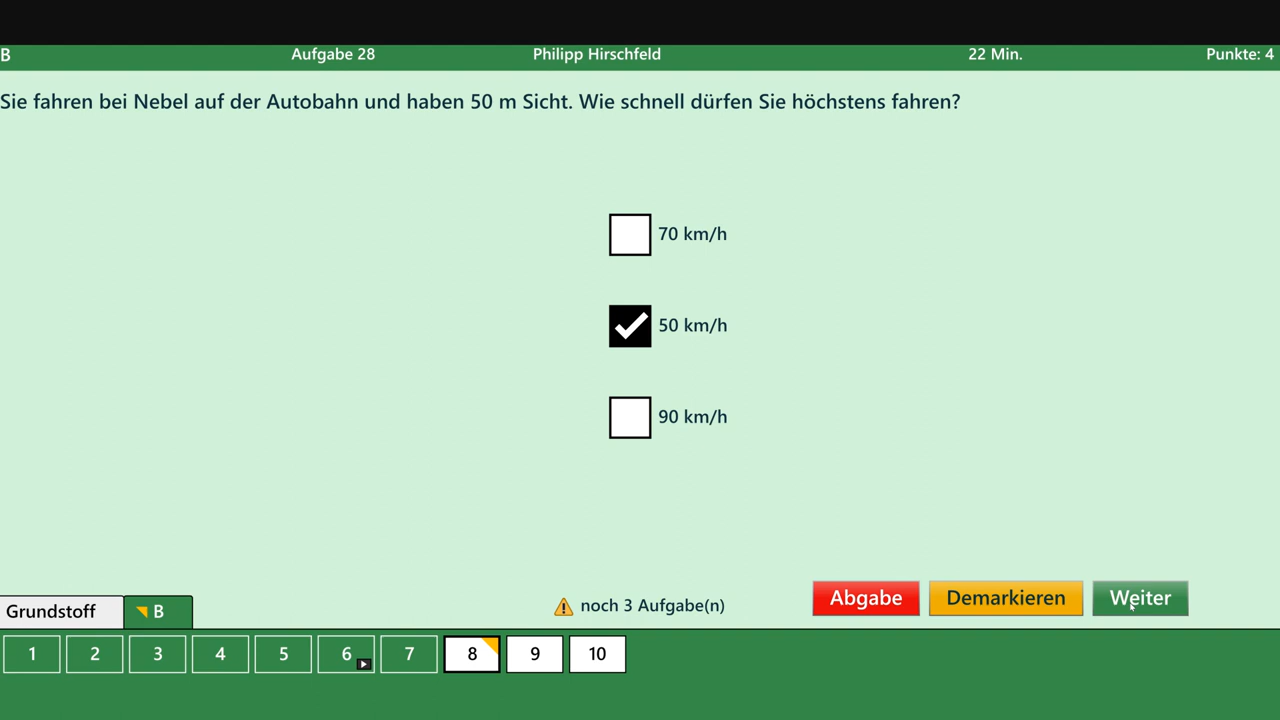 B Aufgabe 28 Philipp Hirschfeld 22 Min. Punkte: 4
Sie fahren bei Nebel auf der Autobahn und haben 50 m Sicht. Wie schnell dürfen Sie höchstens fahren?
70 km/h
50 km/h
90 km/h
Grundstoff B noch 3 Aufgabe(n) Abgabe Demarkieren Weiter
1 2 3 4 5 6 7 8 9 10